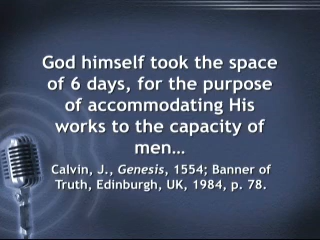 God himself took the space
of 6 days, for the purpose
of accommodating His
works to the capacity of
men…
Calvin, J., Genesis, 1554; Banner of
Truth, Edinburgh, UK, 1984, p. 78.